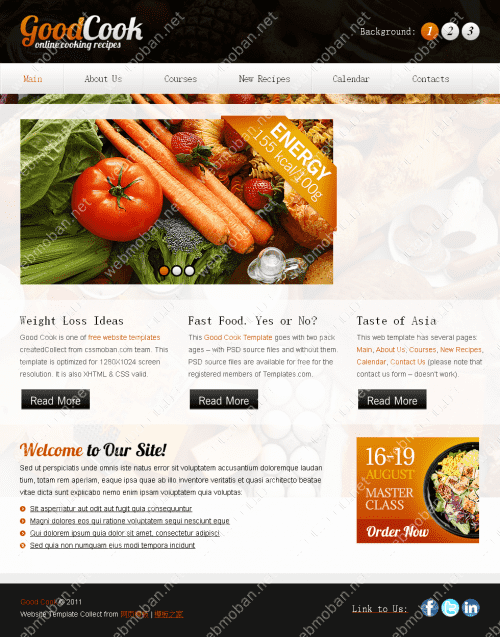 GoodCook
online cooking recipes
Background: 1 2 3
Main About Us Courses New Recipes Calendar Contacts
ENERGY
~155 kcal/100g
Weight Loss Ideas
Good Cook is one of free website templates
createdCollect from cssmoban.com team. This
template is optimized for 1280X1024 screen
resolution. It is also XHTML & CSS valid.
Read More
Fast Food. Yes or No?
This Good Cook Template goes with two pack
ages – with PSD source files and without them.
PSD source files are available for free for the
registered members of Templates.com.
Read More
Taste of Asia
This web template has several pages:
Main, About Us, Courses, New Recipes,
Calendar, Contact Us (please note that
contact us form – doesn't work).
Read More
Welcome to Our Site!
Sed ut perspiciatis unde omnis iste natus error sit voluptatem accusantium doloremque laudan
tium, totam rem aperiam, eaque ipsa quae ab illo inventore veritatis et quasi architecto beatae
vitae dicta sunt explicabo nemo enim ipsam voluptatem quia voluptas:
Sit aspernatur aut odit aut fugit quia consequuntur
Magni dolores eos qui ratione voluptatem sequi nesciunt eque
Qui dolorem ipsum quia dolor sit amet, consectetur adipisci
Sed quia non numquam eius modi tempora incidunt
16-19
AUGUST
MASTER
CLASS
Order Now
Good Cook © 2011
Website Template Collect from 网页模板 | 模板之家
Link to Us:
webmoban.net